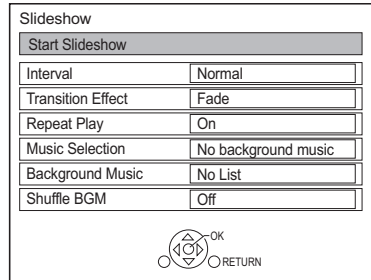 Slideshow
Start Slideshow
Interval Normal
Transition Effect Fade
Repeat Play On
Music Selection No background music
Background Music No List
Shuffle BGM Off
OK
RETURN